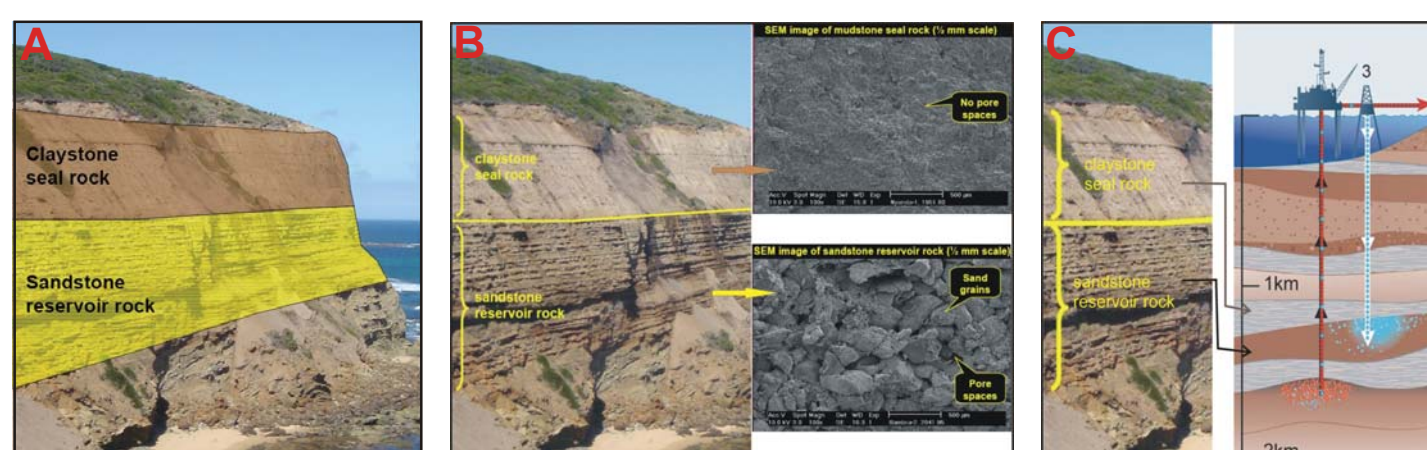 A
Claystone
seal rock
Sandstone
reservoir rock
B
claystone
seal rock
sandstone
reservoir rock
SEM image of mudstone seal rock (½ mm scale)
No pore
spaces
SEM image of sandstone reservoir rock (½ mm scale)
Sand
grains
Pore
spaces
C
claystone
seal rock
sandstone
reservoir rock
3
1km
2km